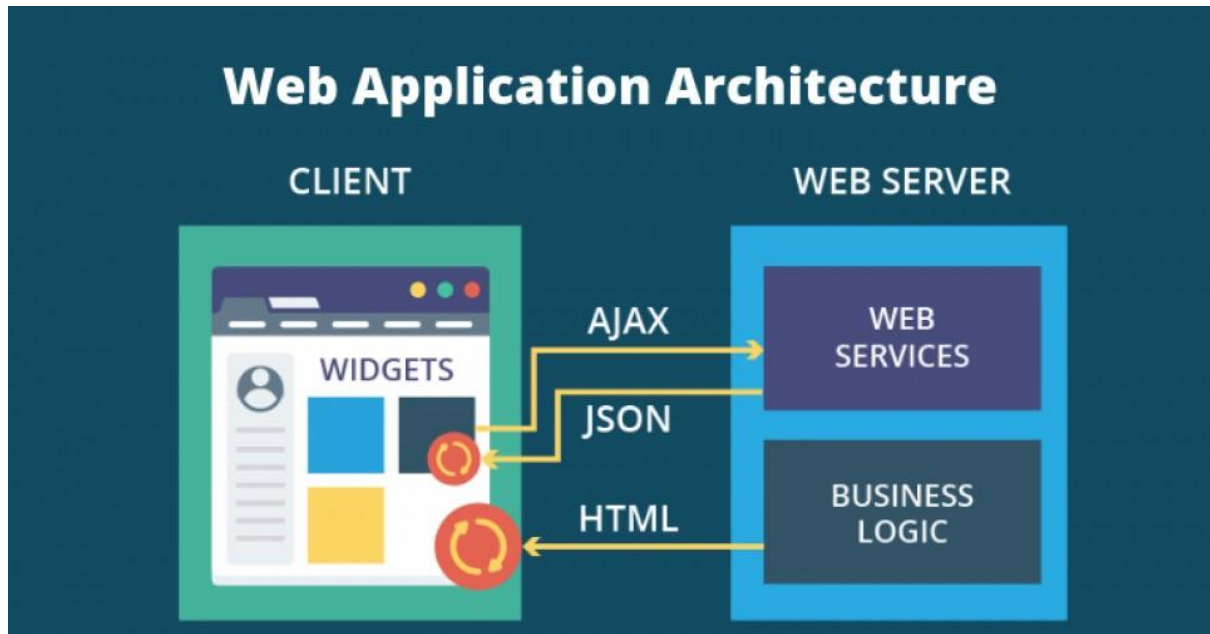 Web Application Architecture
CLIENT
WEB SERVER
WIDGETS
AJAX
JSON
HTML
WEB
SERVICES
BUSINESS
LOGIC